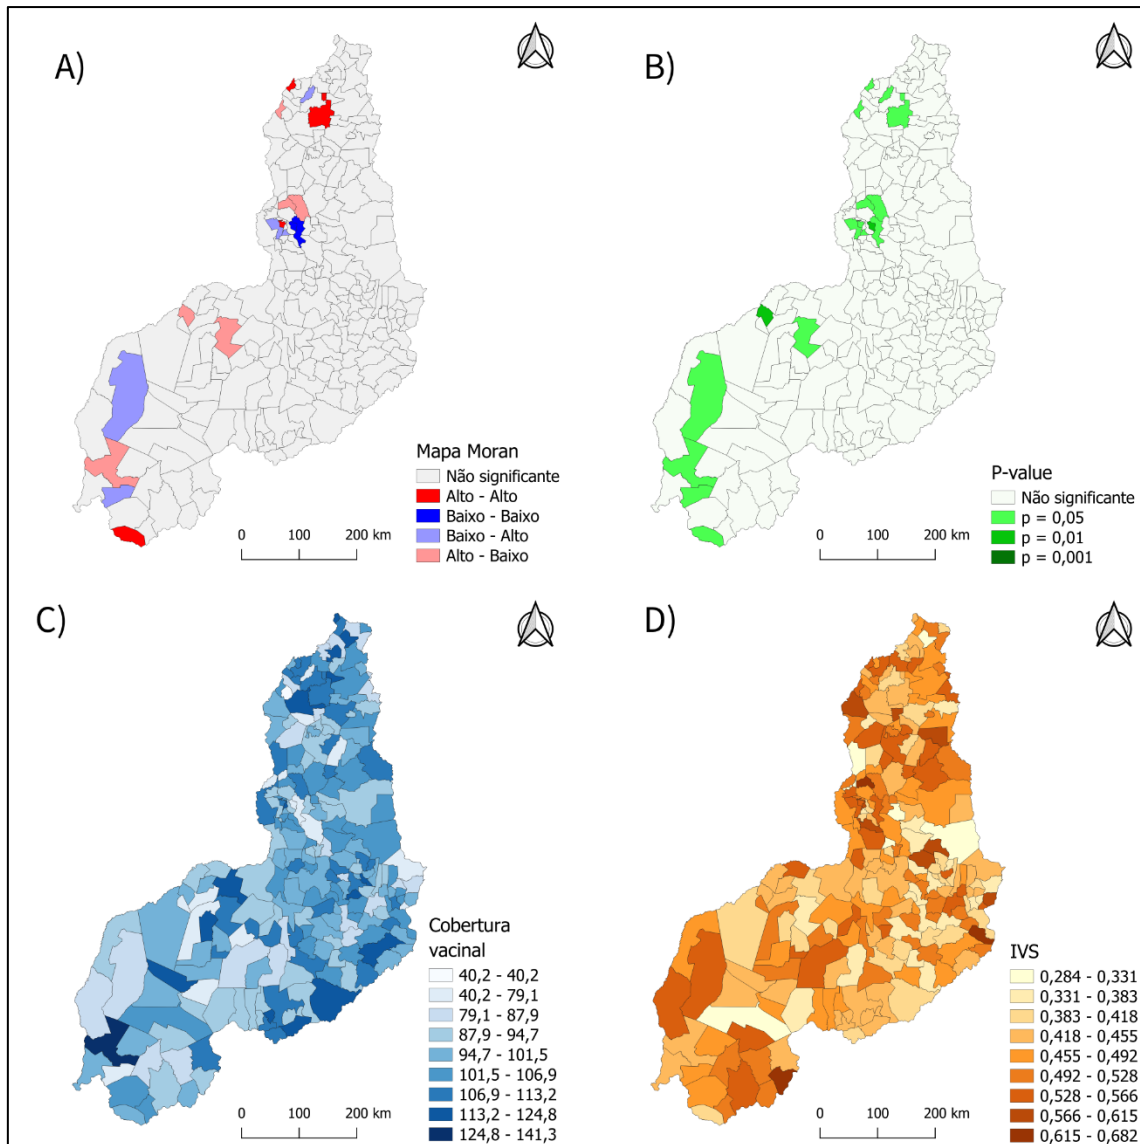 A)
Mapa Moran
Não significante
Alto - Alto
Baixo - Baixo
Baixo - Alto
Alto - Baixo
0 100 200 km
B)
P-value
Não significante
p = 0,05
p = 0,01
p = 0,001
0 100 200 km
C)
Cobertura
vacinal
40,2 - 40,2
40,2 - 79,1
79,1 - 87,9
87,9 - 94,7
94,7 - 101,5
101,5 - 106,9
106,9 - 113,2
113,2 - 124,8
124,8 - 141,3
0 100 200 km
D)
IVS
0,284 - 0,331
0,331 - 0,383
0,383 - 0,418
0,418 - 0,455
0,455 - 0,492
0,492 - 0,528
0,528 - 0,566
0,566 - 0,615
0,615 - 0,682
0 100 200 km